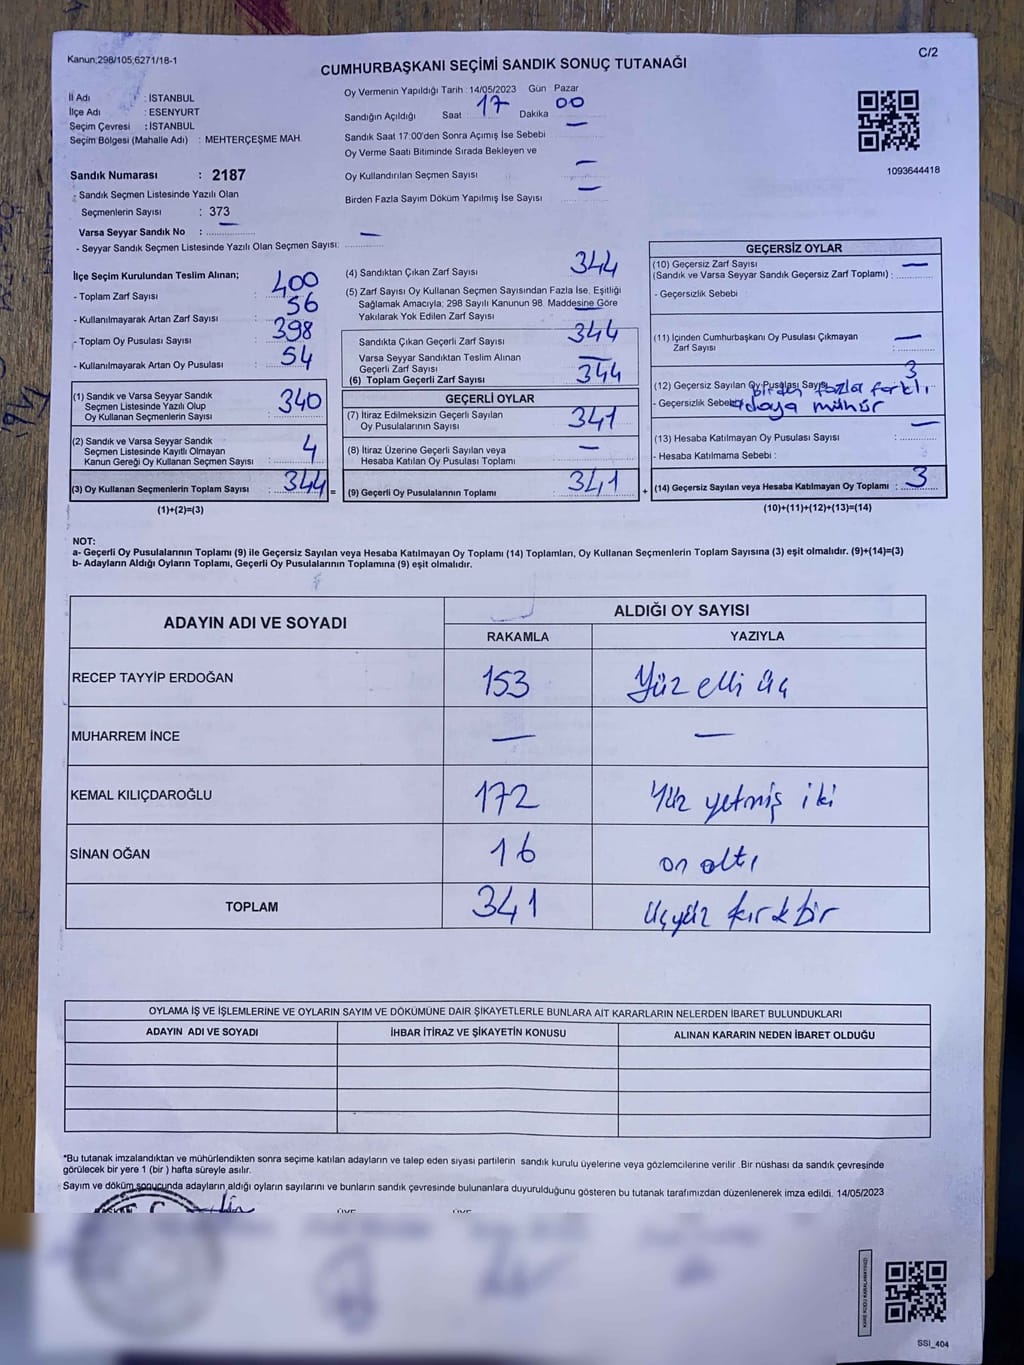 Kanun;298/105,6271/18-1
C/2
CUMHURBAŞKANI SEÇİMİ SANDIK SONUÇ TUTANAĞI
İl Adı : İSTANBUL
İlçe Adı : ESENYURT
Seçim Çevresi : İSTANBUL
Seçim Bölgesi (Mahalle Adı) : MEHTERÇEŞME MAH.
Oy Vermenin Yapıldığı Tarih : 14/05/2023 Gün Pazar
Sandığın Açıldığı Saat 17 Dakika 00
Sandık Saat 17:00'den Sonra Açımış İse Sebebi —
Oy Verme Saati Bitiminde Sırada Bekleyen ve
Oy Kullandırılan Seçmen Sayısı —
Birden Fazla Sayım Döküm Yapılmış İse Sayısı —
1093644418
Sandık Numarası : 2187
- Sandık Seçmen Listesinde Yazılı Olan
Seçmenlerin Sayısı : 373
Varsa Seyyar Sandık No : —
- Seyyar Sandık Seçmen Listesinde Yazılı Olan Seçmen Sayısı: —
İlçe Seçim Kurulundan Teslim Alınan;
- Toplam Zarf Sayısı : 400
- Kullanılmayarak Artan Zarf Sayısı : 56
- Toplam Oy Pusulası Sayısı : 398
- Kullanılmayarak Artan Oy Pusulası : 54
(1) Sandık ve Varsa Seyyar Sandık
Seçmen Listesinde Yazılı Olup
Oy Kullanan Seçmenlerin Sayısı : 340
(2) Sandık ve Varsa Seyyar Sandık
Seçmen Listesinde Kayıtlı Olmayan
Kanun Gereği Oy Kullanan Seçmen Sayısı : 4
(3) Oy Kullanan Seçmenlerin Toplam Sayısı : 344 =
(1)+(2)=(3)
(4) Sandıktan Çıkan Zarf Sayısı 344
(5) Zarf Sayısı Oy Kullanan Seçmen Sayısından Fazla İse, Eşitliği
Sağlamak Amacıyla; 298 Sayılı Kanunun 98. Maddesine Göre
Yakılarak Yok Edilen Zarf Sayısı —
Sandıkta Çıkan Geçerli Zarf Sayısı 344
Varsa Seyyar Sandıktan Teslim Alınan
Geçerli Zarf Sayısı —
(6) Toplam Geçerli Zarf Sayısı 344
GEÇERLİ OYLAR
(7) İtiraz Edilmeksizin Geçerli Sayılan
Oy Pusulalarının Sayısı 341
(8) İtiraz Üzerine Geçerli Sayılan veya
Hesaba Katılan Oy Pusulası Toplamı —
(9) Geçerli Oy Pusulalarının Toplamı 341 +
GEÇERSİZ OYLAR
(10) Geçersiz Zarf Sayısı
(Sandık ve Varsa Seyyar Sandık Geçersiz Zarf Toplamı) : —
- Geçersizlik Sebebi
(11) İçinden Cumhurbaşkanı Oy Pusulası Çıkmayan
Zarf Sayısı : —
(12) Geçersiz Sayılan Oy Pusulası Sayısı 3
- Geçersizlik Sebebi birden fazla farklı
adaya mühür
(13) Hesaba Katılmayan Oy Pusulası Sayısı : —
- Hesaba Katılmama Sebebi :
(14) Geçersiz Sayılan veya Hesaba Katılmayan Oy Toplamı : 3
(10)+(11)+(12)+(13)=(14)
NOT:
a- Geçerli Oy Pusulalarının Toplamı (9) ile Geçersiz Sayılan veya Hesaba Katılmayan Oy Toplamı (14) Toplamları, Oy Kullanan Seçmenlerin Toplam Sayısına (3) eşit olmalıdır. (9)+(14)=(3)
b- Adayların Aldığı Oyların Toplamı, Geçerli Oy Pusulalarının Toplamına (9) eşit olmalıdır.
ADAYIN ADI VE SOYADI
ALDIĞI OY SAYISI
RAKAMLA YAZIYLA
RECEP TAYYİP ERDOĞAN 153 Yüz elli üç
MUHARREM İNCE — —
KEMAL KILIÇDAROĞLU 172 Yüz yetmiş iki
SİNAN OĞAN 16 on altı
TOPLAM 341 üçyüz kırk bir
OYLAMA İŞ VE İŞLEMLERİNE VE OYLARIN SAYIM VE DÖKÜMÜNE DAİR ŞİKAYETLERLE BUNLARA AİT KARARLARIN NELERDEN İBARET BULUNDUKLARI
ADAYIN ADI VE SOYADI İHBAR İTİRAZ VE ŞİKAYETİN KONUSU ALINAN KARARIN NEDEN İBARET OLDUĞU
*Bu tutanak imzalandıktan ve mühürlendikten sonra seçime katılan adayların ve talep eden siyasi partilerin sandık kurulu üyelerine veya gözlemcilerine verilir .Bir nüshası da sandık çevresinde
görülecek bir yere 1 (bir ) hafta süreyle asılır.
Sayım ve döküm sonucunda adayların aldığı oyların sayılarını ve bunların sandık çevresinde bulunanlara duyurulduğunu gösteren bu tutanak tarafımızdan düzenlenerek imza edildi. 14/05/2023
ÜYE ÜYE
SSİ_404